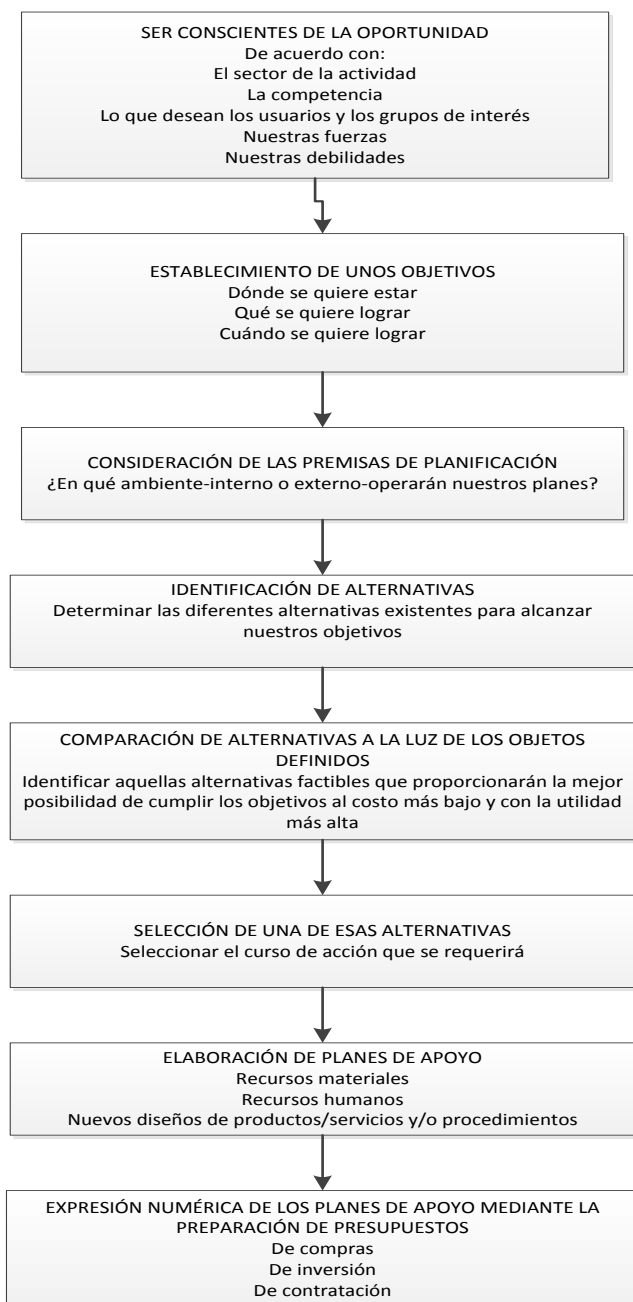 SER CONSCIENTES DE LA OPORTUNIDAD
De acuerdo con:
El sector de la actividad
La competencia
Lo que desean los usuarios y los grupos de interés
Nuestras fuerzas
Nuestras debilidades
ESTABLECIMIENTO DE UNOS OBJETIVOS
Dónde se quiere estar
Qué se quiere lograr
Cuándo se quiere lograr
CONSIDERACIÓN DE LAS PREMISAS DE PLANIFICACIÓN
¿En qué ambiente-interno o externo-operarán nuestros planes?
IDENTIFICACIÓN DE ALTERNATIVAS
Determinar las diferentes alternativas existentes para alcanzar
nuestros objetivos
COMPARACIÓN DE ALTERNATIVAS A LA LUZ DE LOS OBJETOS
DEFINIDOS
Identificar aquellas alternativas factibles que proporcionarán la mejor
posibilidad de cumplir los objetivos al costo más bajo y con la utilidad
más alta
SELECCIÓN DE UNA DE ESAS ALTERNATIVAS
Seleccionar el curso de acción que se requerirá
ELABORACIÓN DE PLANES DE APOYO
Recursos materiales
Recursos humanos
Nuevos diseños de productos/servicios y/o procedimientos
EXPRESIÓN NUMÉRICA DE LOS PLANES DE APOYO MEDIANTE LA
PREPARACIÓN DE PRESUPUESTOS
De compras
De inversión
De contratación